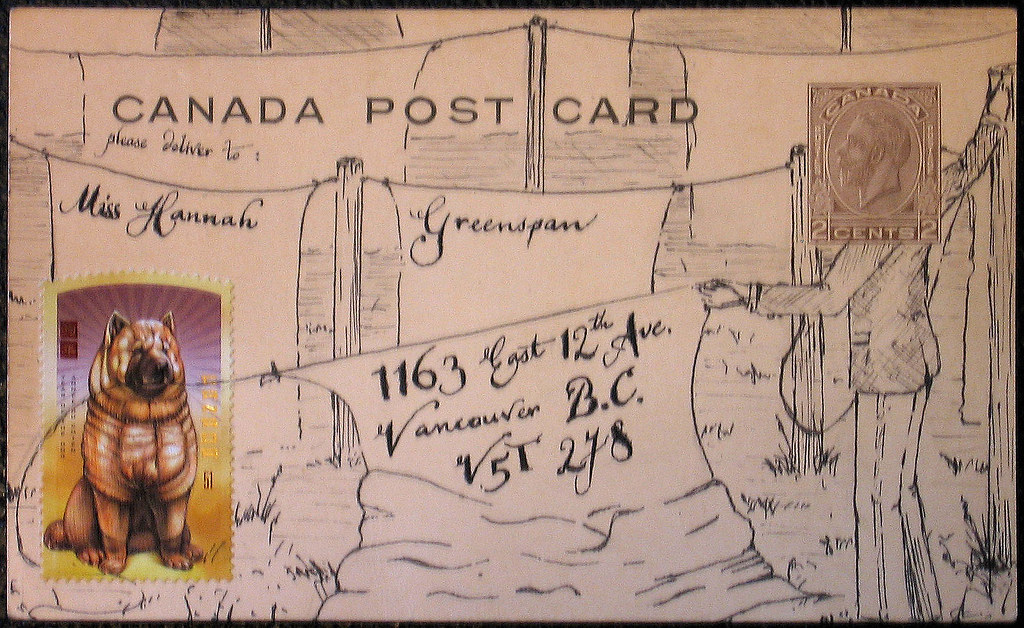 CANADA POST CARD
please deliver to :
Miss Hannah Greenspan
1163 East 12th Ave.
Vancouver B.C.
V5T 2J8
CANADA
2 CENTS 2